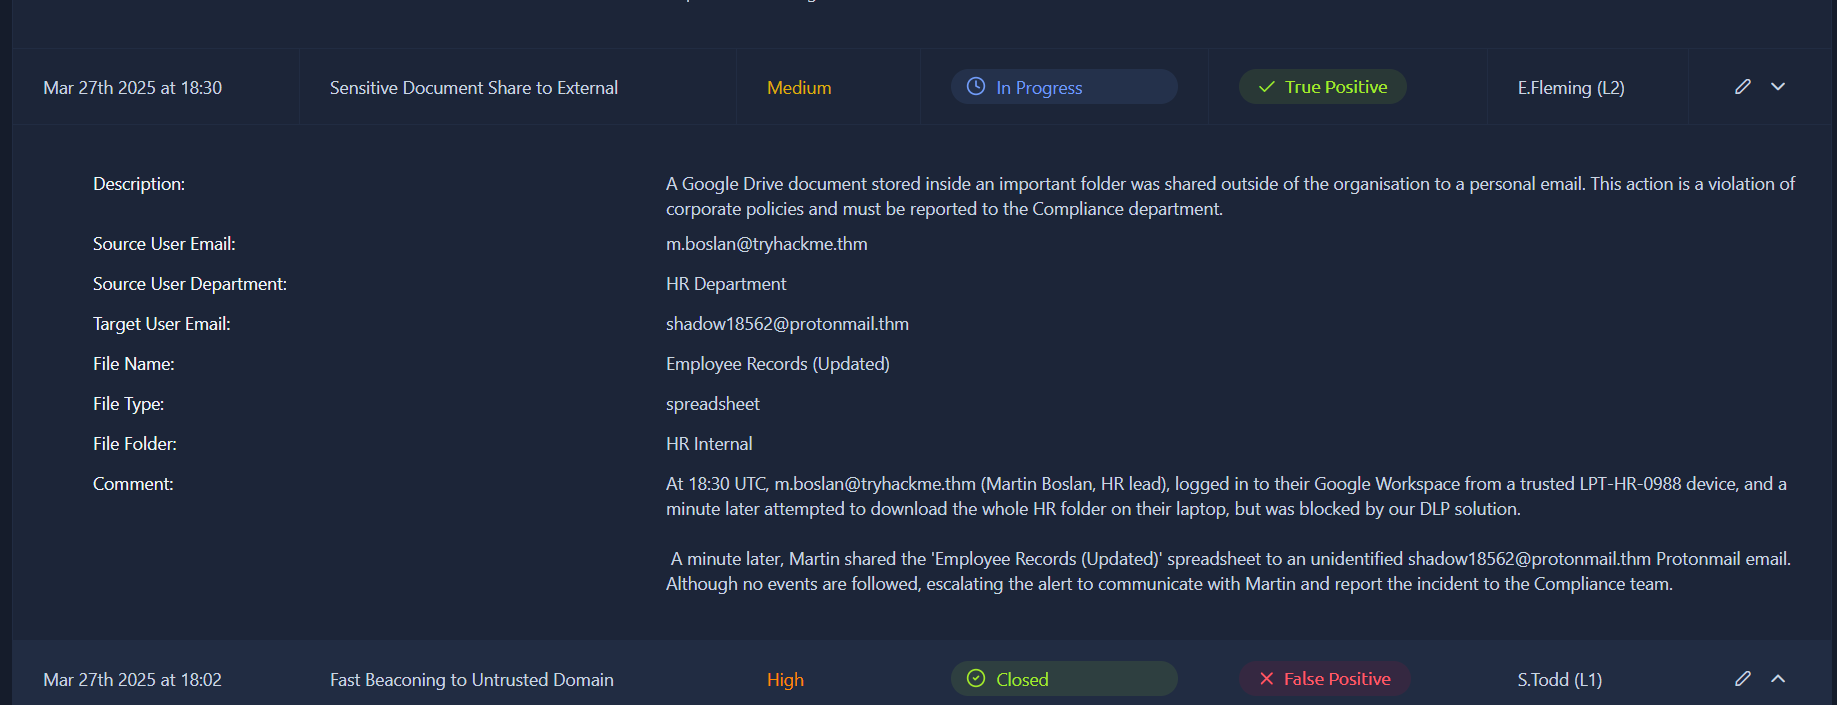 Mar 27th 2025 at 18:30 Sensitive Document Share to External Medium In Progress True Positive E.Fleming (L2)
Description: A Google Drive document stored inside an important folder was shared outside of the organisation to a personal email. This action is a violation of
corporate policies and must be reported to the Compliance department.
Source User Email: m.boslan@tryhackme.thm
Source User Department: HR Department
Target User Email: shadow18562@protonmail.thm
File Name: Employee Records (Updated)
File Type: spreadsheet
File Folder: HR Internal
Comment: At 18:30 UTC, m.boslan@tryhackme.thm (Martin Boslan, HR lead), logged in to their Google Workspace from a trusted LPT-HR-0988 device, and a
minute later attempted to download the whole HR folder on their laptop, but was blocked by our DLP solution.
A minute later, Martin shared the 'Employee Records (Updated)' spreadsheet to an unidentified shadow18562@protonmail.thm Protonmail email.
Although no events are followed, escalating the alert to communicate with Martin and report the incident to the Compliance team.
Mar 27th 2025 at 18:02 Fast Beaconing to Untrusted Domain High Closed False Positive S.Todd (L1)